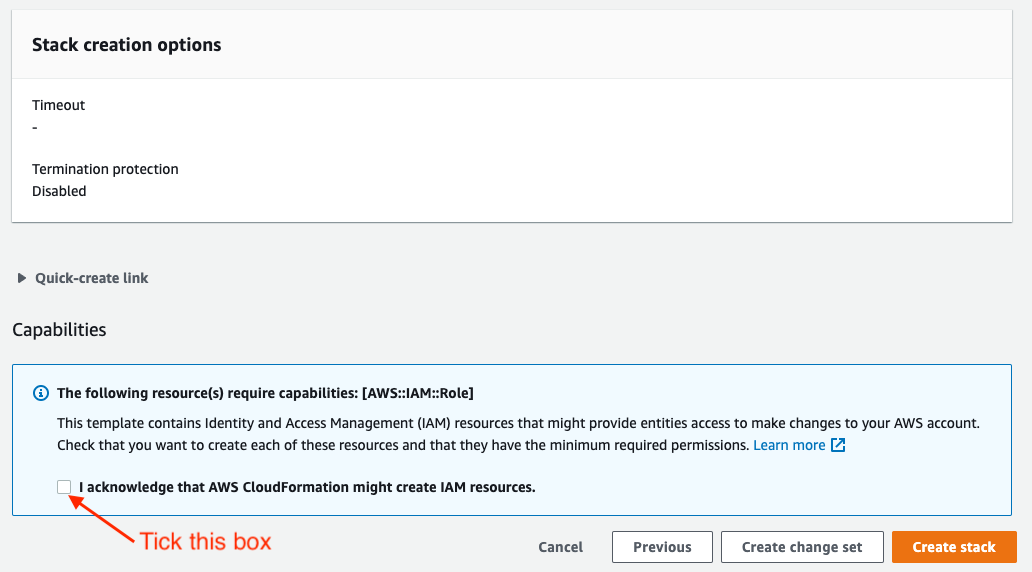 Stack creation options
Timeout
-
Termination protection
Disabled
Quick-create link
Capabilities
The following resource(s) require capabilities: [AWS::IAM::Role]
This template contains Identity and Access Management (IAM) resources that might provide entities access to make changes to your AWS account.
Check that you want to create each of these resources and that they have the minimum required permissions. Learn more
I acknowledge that AWS CloudFormation might create IAM resources.
Tick this box
Cancel Previous Create change set Create stack